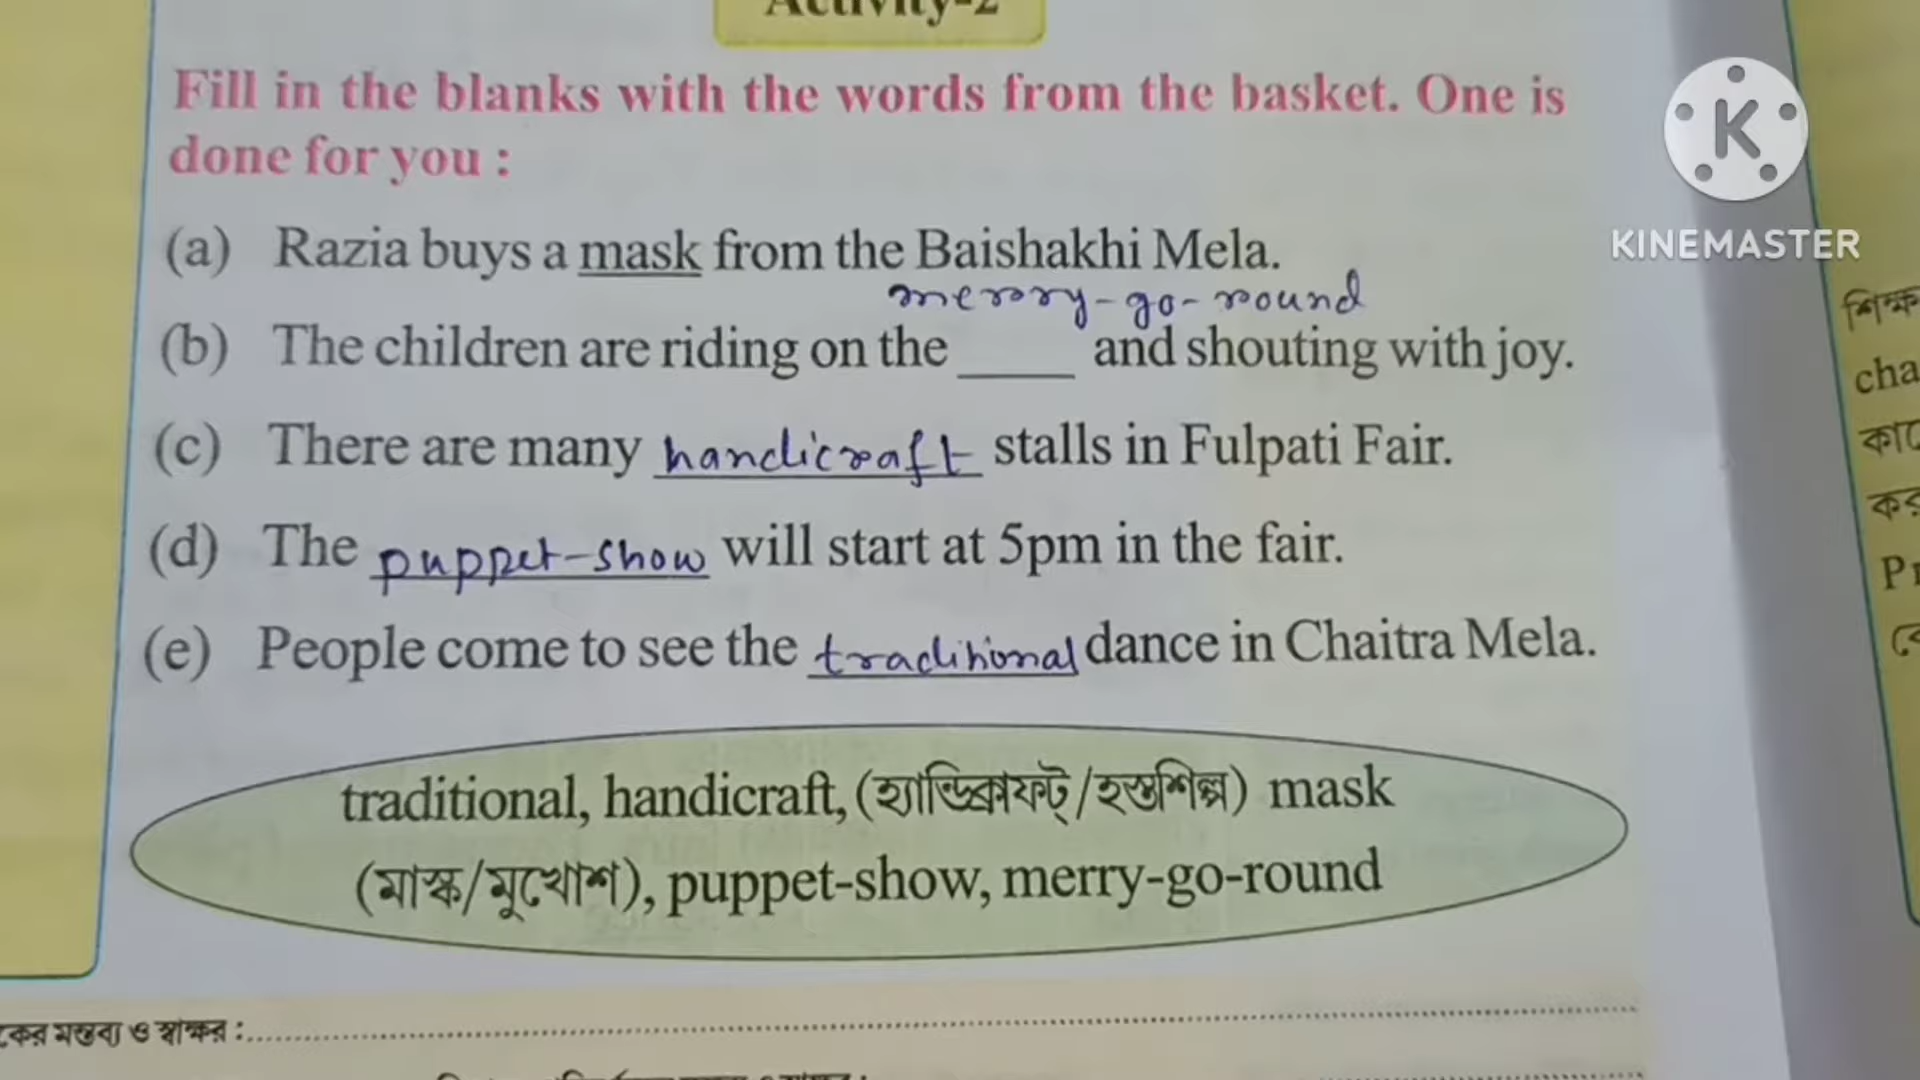 Activity-2
Fill in the blanks with the words from the basket. One is
done for you :
K
KINEMASTER
(a) Razia buys a mask from the Baishakhi Mela.
merry-go-round
(b) The children are riding on the ____ and shouting with joy.
(c) There are many handicraft stalls in Fulpati Fair.
(d) The puppet-show will start at 5pm in the fair.
(e) People come to see the traditional dance in Chaitra Mela.
traditional, handicraft, (হ্যান্ডিক্রাফ্ট্/হস্তশিল্প) mask
(মাস্ক/মুখোশ), puppet-show, merry-go-round
মন্তব্য ও স্বাক্ষর :
শিক্ষ
cha
কাে
কর
Pr